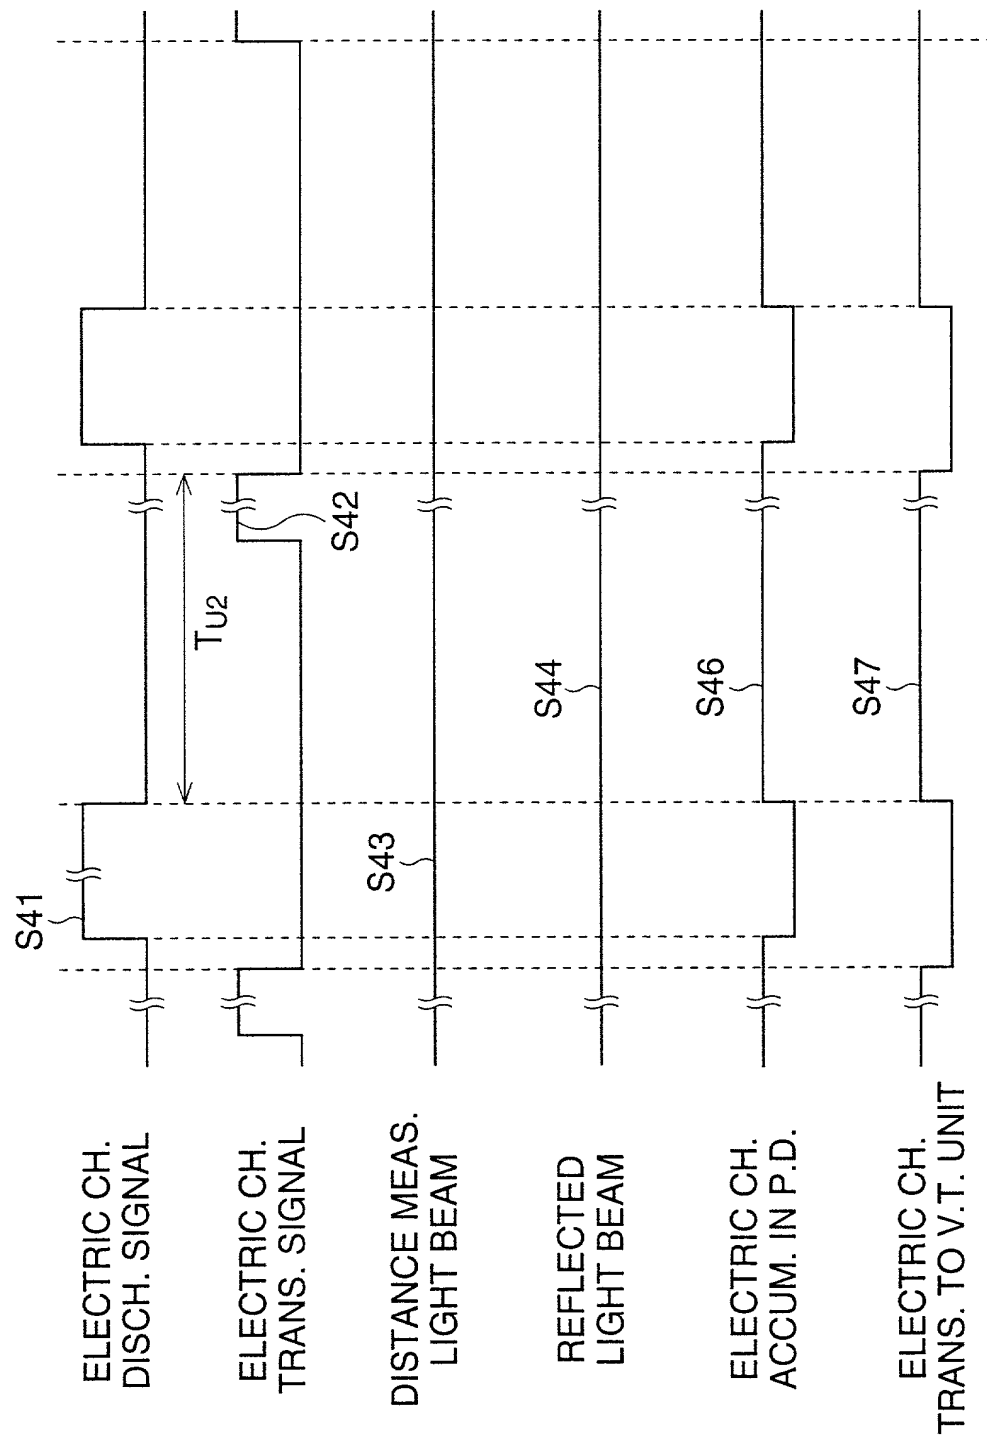 ELECTRIC CH.
DISCH. SIGNAL
S41
ELECTRIC CH.
TRANS. SIGNAL
TU2
S42
DISTANCE MEAS.
LIGHT BEAM
S43
REFLECTED
LIGHT BEAM
S44
ELECTRIC CH.
ACCUM. IN P.D.
S46
ELECTRIC CH.
TRANS. TO V.T. UNIT
S47